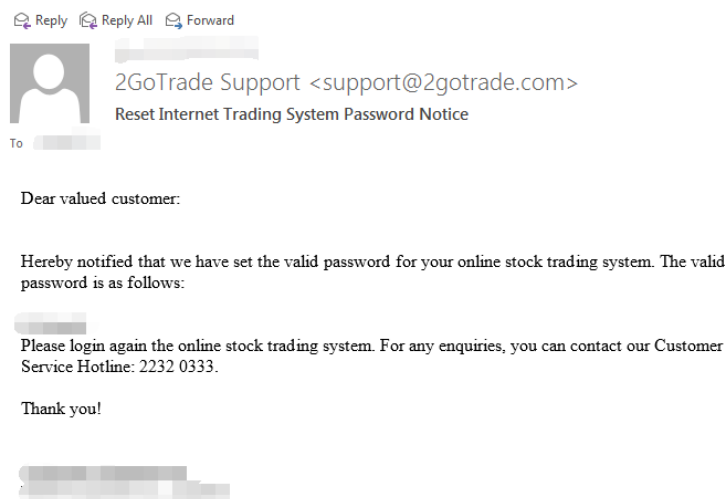 Reply Reply All Forward
2GoTrade Support <support@2gotrade.com>
Reset Internet Trading System Password Notice
To
Dear valued customer:
Hereby notified that we have set the valid password for your online stock trading system. The valid
password is as follows:
Please login again the online stock trading system. For any enquiries, you can contact our Customer
Service Hotline: 2232 0333.
Thank you!